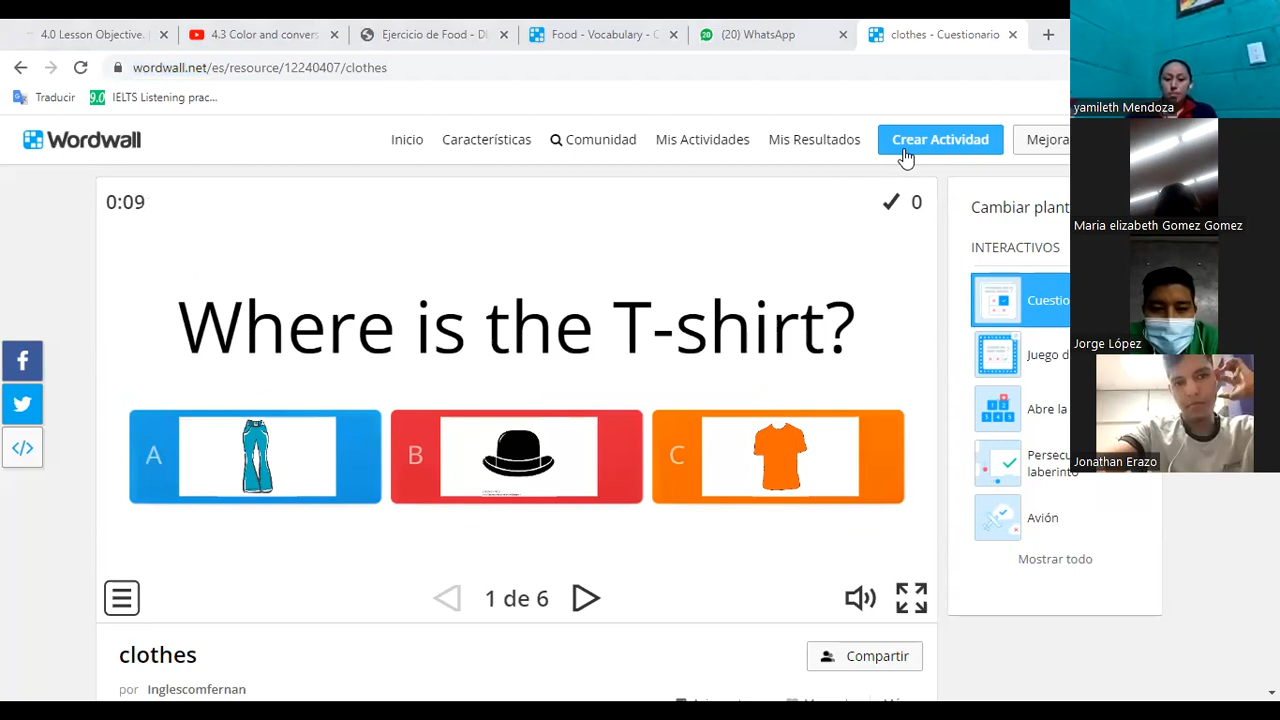 4.0 Lesson Objective.
4.3 Color and convers
Ejercicio de Food - D
Food - Vocabulary - C
(20) WhatsApp
clothes - Cuestionario
wordwall.net/es/resource/12240407/clothes
Traducir
9.0 IELTS Listening prac...
Wordwall
Inicio Características Comunidad Mis Actividades Mis Resultados Crear Actividad Mejora
0:09
0
Where is the T-shirt?
A
B
C
1 de 6
clothes
por Inglescomfernan
Compartir
Cambiar plant
INTERACTIVOS
Cuestio
Juego d
Abre la
Persecu
laberinto
Avión
Mostrar todo
yamileth Mendoza
Maria elizabeth Gomez Gomez
Jorge López
Jonathan Erazo